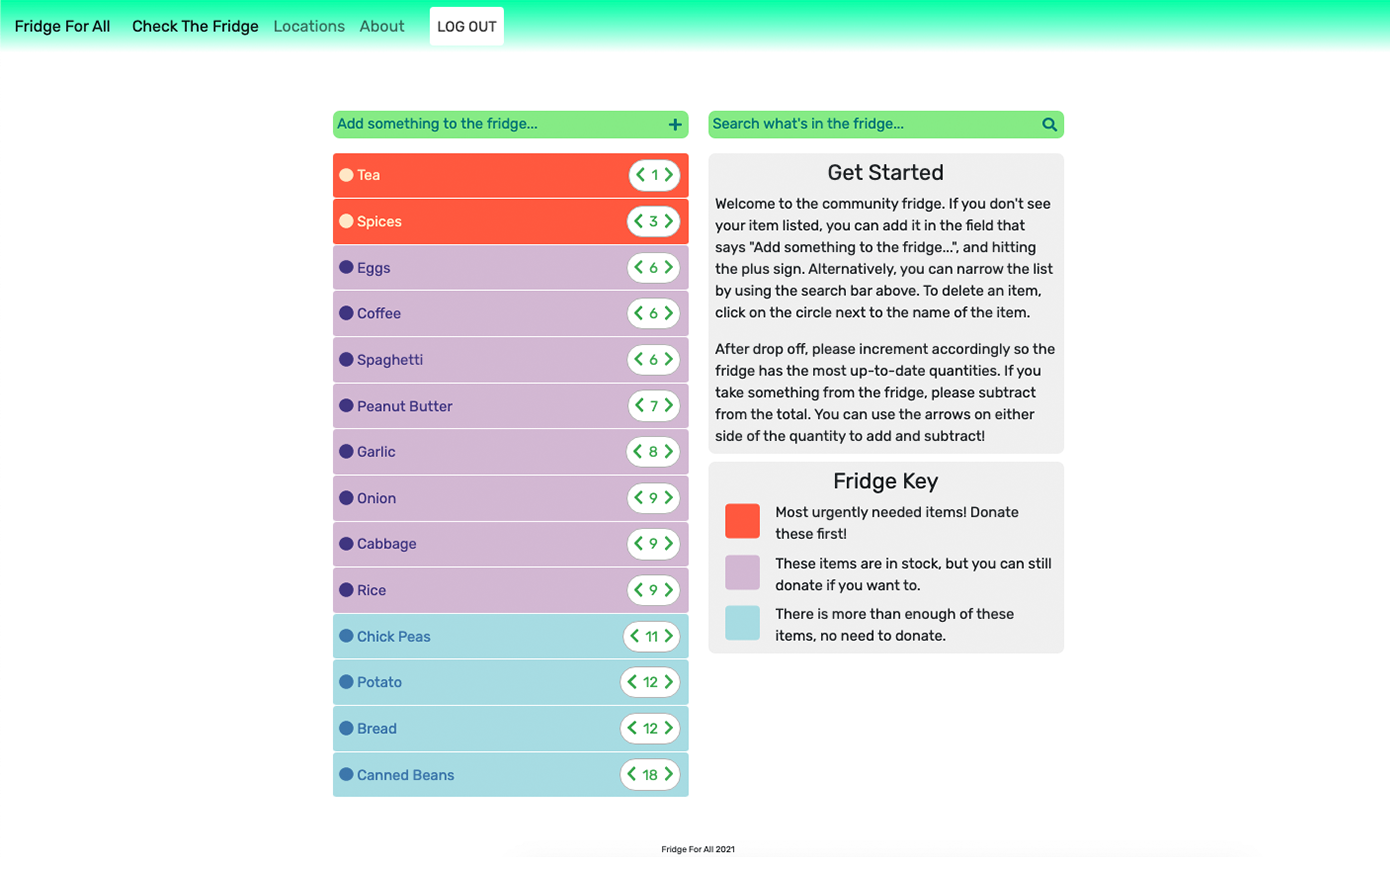 Fridge For All Check The Fridge Locations About LOG OUT
Add something to the fridge...
Tea 1
Spices 3
Eggs 6
Coffee 6
Spaghetti 6
Peanut Butter 7
Garlic 8
Onion 9
Cabbage 9
Rice 9
Chick Peas 11
Potato 12
Bread 12
Canned Beans 18
Search what's in the fridge...
Get Started
Welcome to the community fridge. If you don't see
your item listed, you can add it in the field that
says "Add something to the fridge...", and hitting
the plus sign. Alternatively, you can narrow the list
by using the search bar above. To delete an item,
click on the circle next to the name of the item.
After drop off, please increment accordingly so the
fridge has the most up-to-date quantities. If you
take something from the fridge, please subtract
from the total. You can use the arrows on either
side of the quantity to add and subtract!
Fridge Key
Most urgently needed items! Donate
these first!
These items are in stock, but you can still
donate if you want to.
There is more than enough of these
items, no need to donate.
Fridge For All 2021